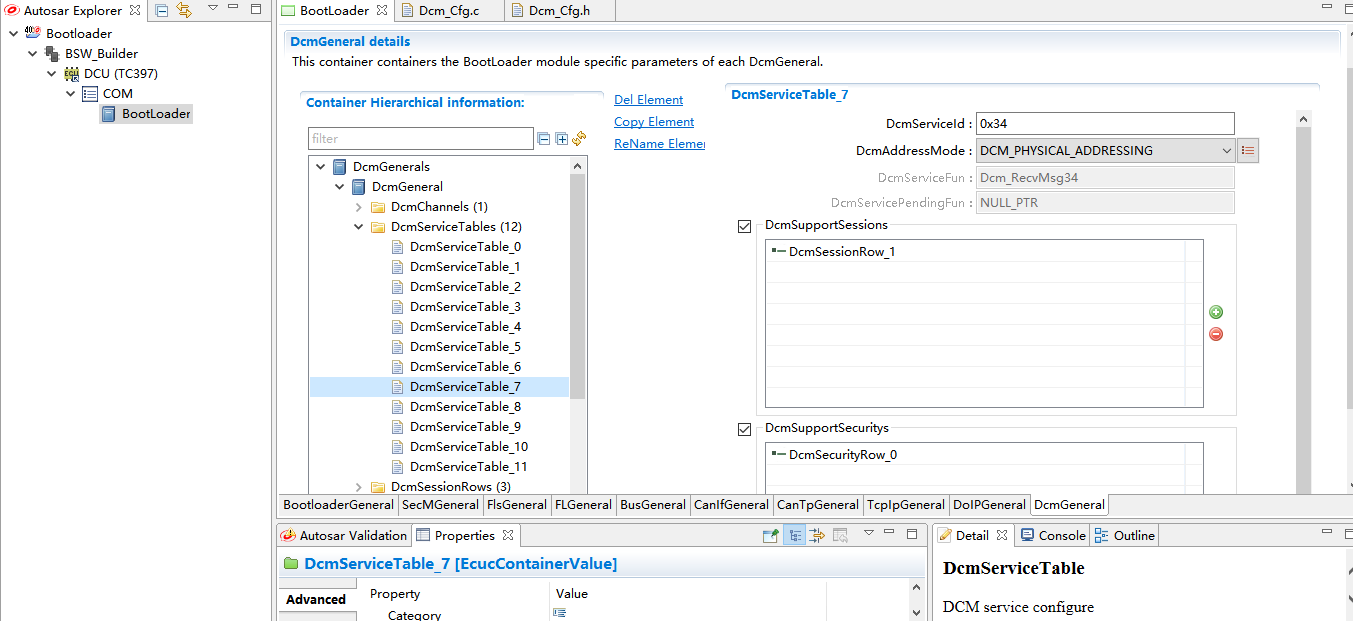 Autosar Explorer
Bootloader
BSW_Builder
DCU (TC397)
COM
BootLoader
BootLoader
Dcm_Cfg.c
Dcm_Cfg.h
DcmGeneral details
This container containers the BootLoader module specific parameters of each DcmGeneral.
Container Hierarchical information:
filter
DcmGenerals
DcmGeneral
DcmChannels (1)
DcmServiceTables (12)
DcmServiceTable_0
DcmServiceTable_1
DcmServiceTable_2
DcmServiceTable_3
DcmServiceTable_4
DcmServiceTable_5
DcmServiceTable_6
DcmServiceTable_7
DcmServiceTable_8
DcmServiceTable_9
DcmServiceTable_10
DcmServiceTable_11
DcmSessionRows (3)
Del Element
Copy Element
ReName Elemer
DcmServiceTable_7
DcmServiceId : 0x34
DcmAddressMode : DCM_PHYSICAL_ADDRESSING
DcmServiceFun : Dcm_RecvMsg34
DcmServicePendingFun : NULL_PTR
DcmSupportSessions
DcmSessionRow_1
DcmSupportSecuritys
DcmSecurityRow_0
BootloaderGeneral SecMGeneral FlsGeneral FLGeneral BusGeneral CanIfGeneral CanTpGeneral TcpIpGeneral DoIPGeneral DcmGeneral
Autosar Validation
Properties
DcmServiceTable_7 [EcucContainerValue]
Advanced
Property Value
Category
Detail
Console
Outline
DcmServiceTable
DCM service configure